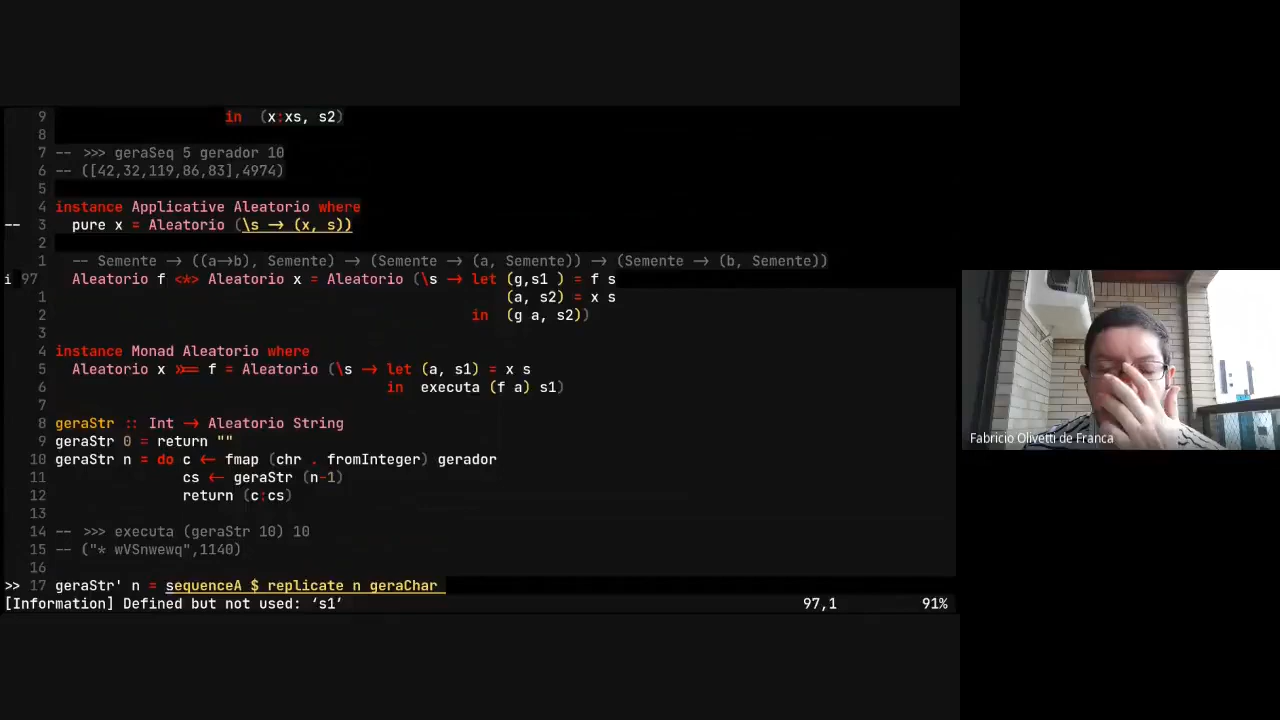 9 in (x:xs, s2)
8
7 -- >>> geraSeq 5 gerador 10
6 -- ([42,32,119,86,83],4974)
5
4 instance Applicative Aleatorio where
-- 3 pure x = Aleatorio (\s -> (x, s))
2
1 -- Semente -> ((a->b), Semente) -> (Semente -> (a, Semente)) -> (Semente -> (b, Semente))
i 97 Aleatorio f <*> Aleatorio x = Aleatorio (\s -> let (g,s1 ) = f s
1 (a, s2) = x s
2 in (g a, s2))
3
4 instance Monad Aleatorio where
5 Aleatorio x >>= f = Aleatorio (\s -> let (a, s1) = x s
6 in executa (f a) s1)
7
8 geraStr :: Int -> Aleatorio String
9 geraStr 0 = return ""
10 geraStr n = do c <- fmap (chr . fromInteger) gerador
11 cs <- geraStr (n-1)
12 return (c:cs)
13
14 -- >>> executa (geraStr 10) 10
15 -- ("* wVSnwewq",1140)
16
>> 17 geraStr' n = sequenceA $ replicate n geraChar
[Information] Defined but not used: ‘s1’ 97,1 91%
Fabricio Olivetti de Franca